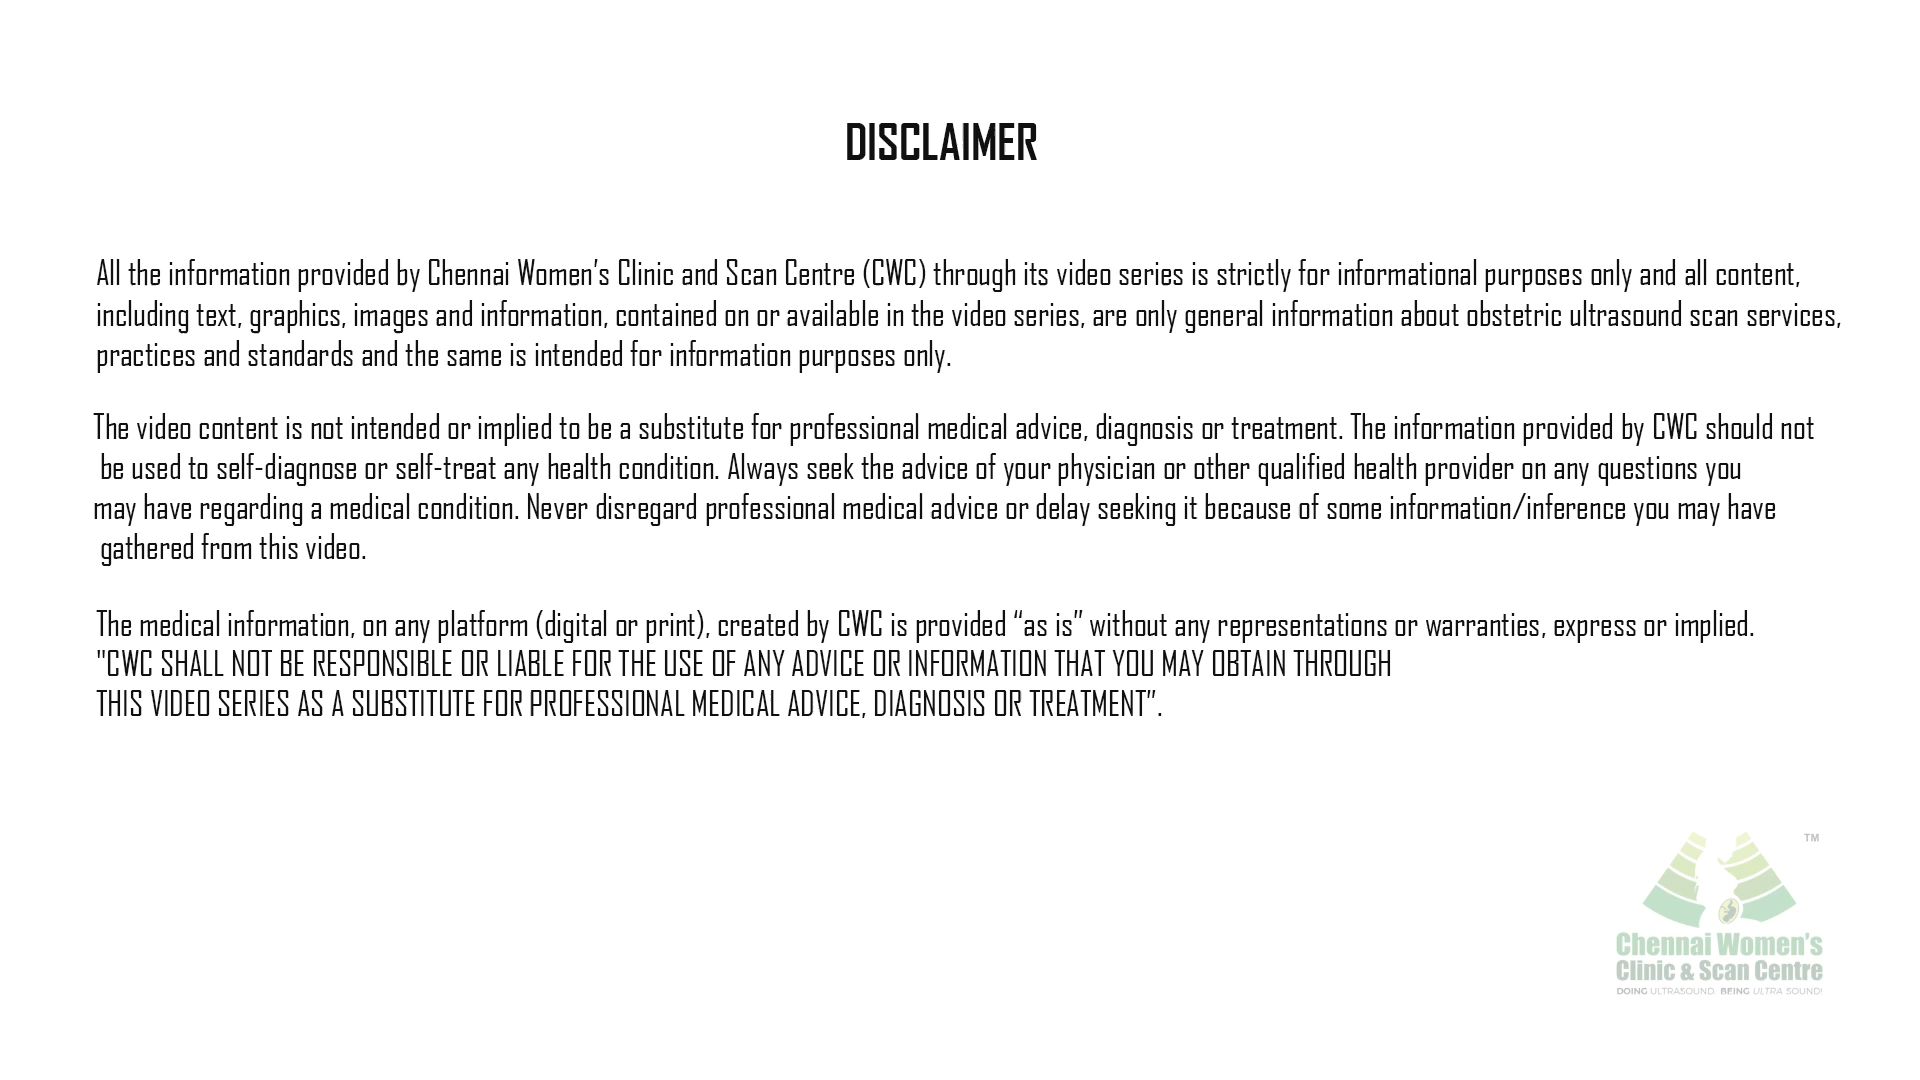 DISCLAIMER
All the information provided by Chennai Women's Clinic and Scan Centre (CWC) through its video series is strictly for informational purposes only and all content,
including text, graphics, images and information, contained on or available in the video series, are only general information about obstetric ultrasound scan services,
practices and standards and the same is intended for information purposes only.
The video content is not intended or implied to be a substitute for professional medical advice, diagnosis or treatment. The information provided by CWC should not
be used to self-diagnose or self-treat any health condition. Always seek the advice of your physician or other qualified health provider on any questions you
may have regarding a medical condition. Never disregard professional medical advice or delay seeking it because of some information/inference you may have
gathered from this video.
The medical information, on any platform (digital or print), created by CWC is provided “as is” without any representations or warranties, express or implied.
"CWC SHALL NOT BE RESPONSIBLE OR LIABLE FOR THE USE OF ANY ADVICE OR INFORMATION THAT YOU MAY OBTAIN THROUGH
THIS VIDEO SERIES AS A SUBSTITUTE FOR PROFESSIONAL MEDICAL ADVICE, DIAGNOSIS OR TREATMENT”.
TM
Chennai Women's
Clinic & Scan Centre
DOING ULTRASOUND. BEING ULTRA SOUND!